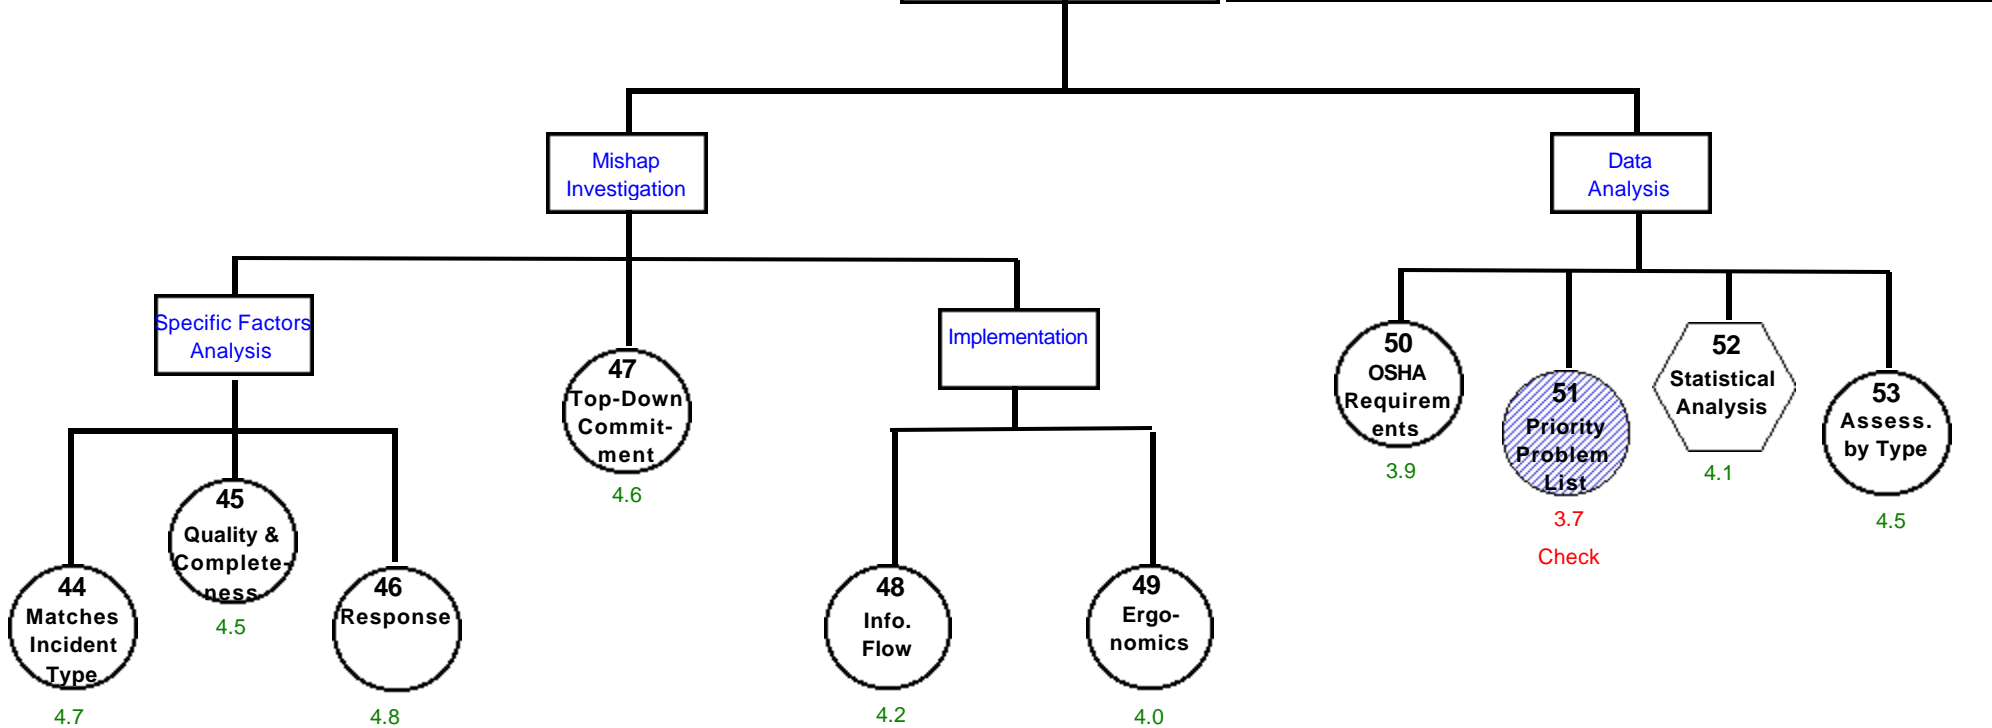 Mishap
Investigation
Data
Analysis
Specific Factors
Analysis
Implementation
47
Top-Down
Commit-
ment
4.6
50
OSHA
Requirem
ents
3.9
51
Priority
Problem
List
3.7
Check
52
Statistical
Analysis
4.1
53
Assess.
by Type
4.5
44
Matches
Incident
Type
4.7
45
Quality &
Complete-
ness
4.5
46
Response
4.8
48
Info.
Flow
4.2
49
Ergo-
nomics
4.0